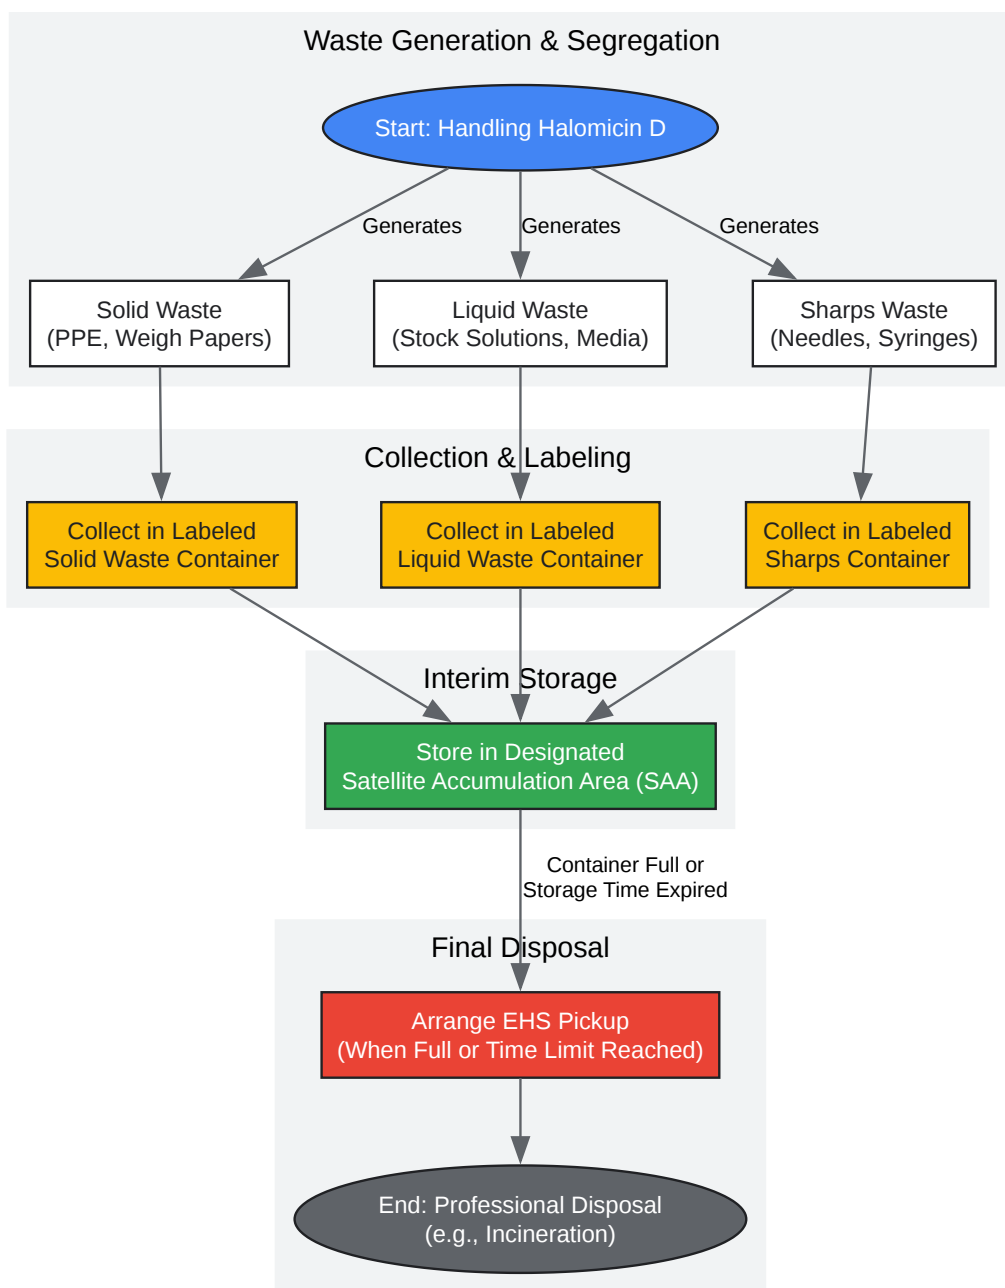 Waste Generation & Segregation
Start: Handling Halomicin D
Generates
Generates
Generates
Solid Waste
(PPE, Weigh Papers)
Liquid Waste
(Stock Solutions, Media)
Sharps Waste
(Needles, Syringes)
Collection & Labeling
Collect in Labeled
Solid Waste Container
Collect in Labeled
Liquid Waste Container
Collect in Labeled
Sharps Container
Interim Storage
Store in Designated
Satellite Accumulation Area (SAA)
Container Full or
Storage Time Expired
Final Disposal
Arrange EHS Pickup
(When Full or Time Limit Reached)
End: Professional Disposal
(e.g., Incineration)